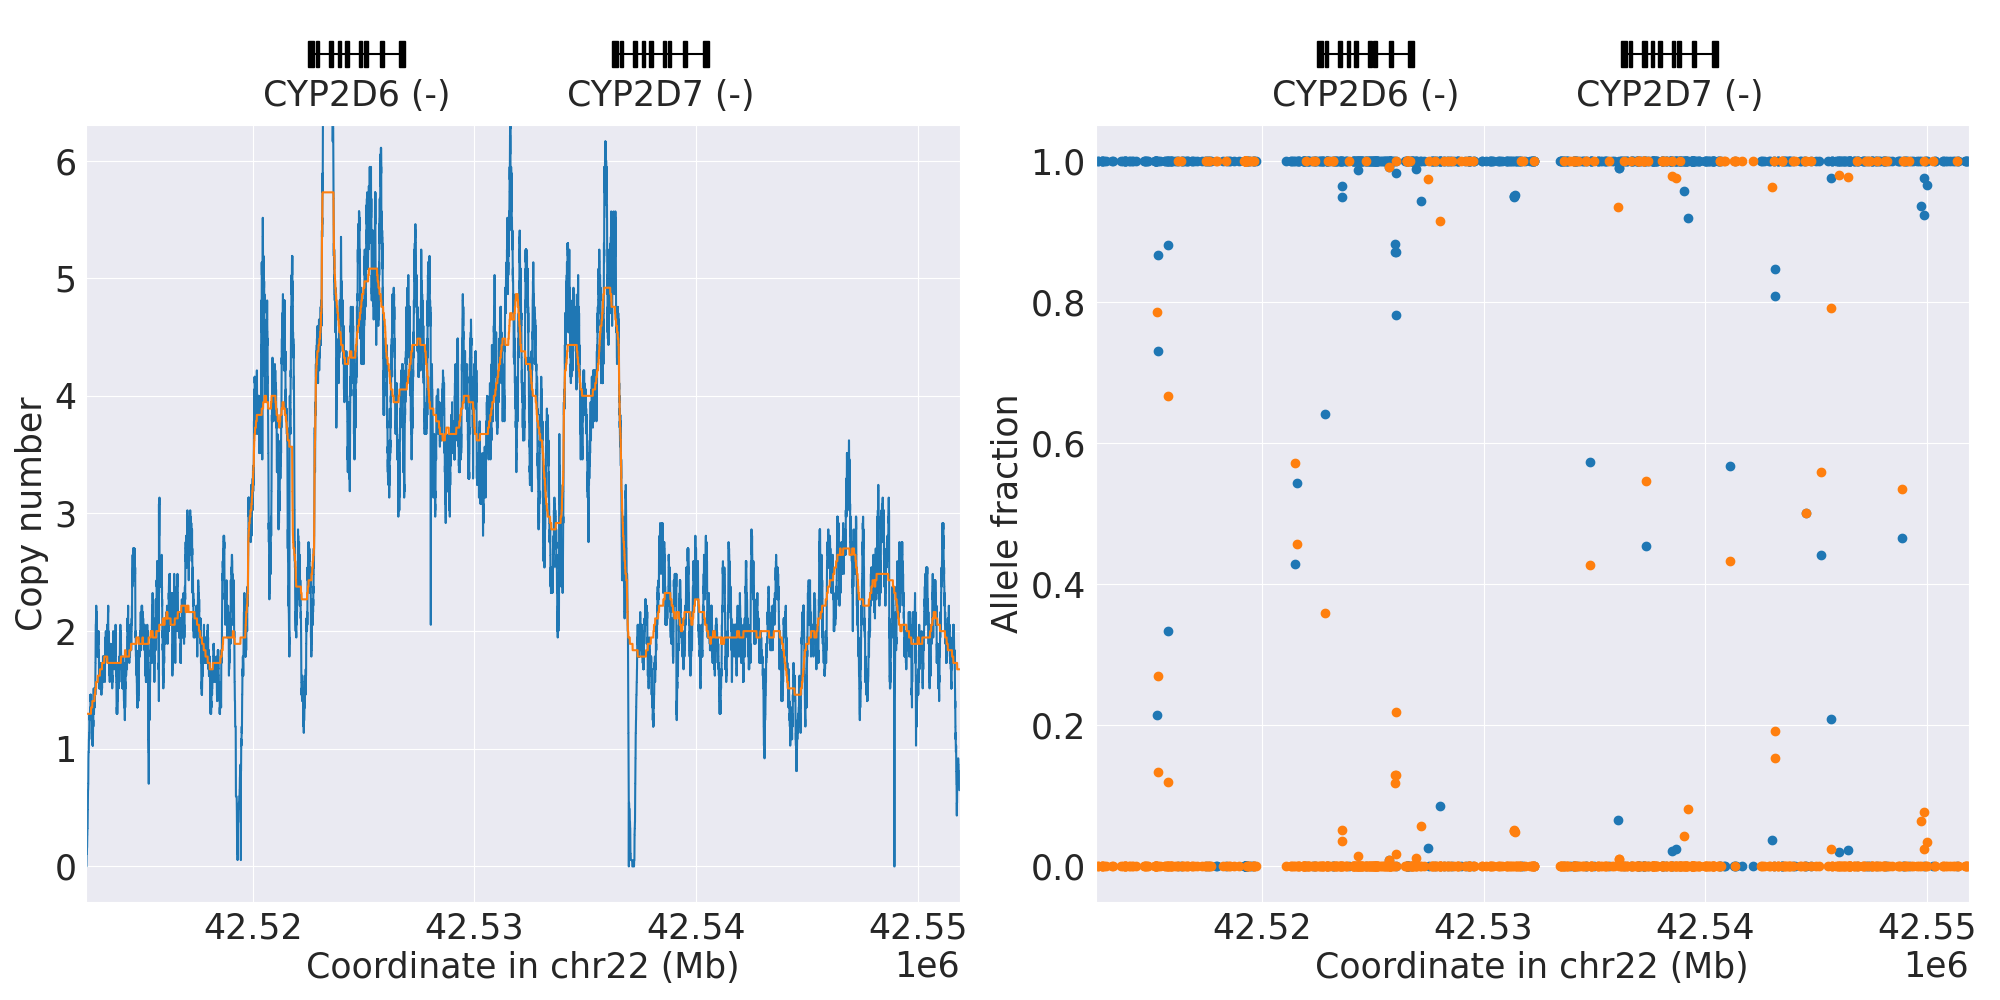 CYP2D6 (-) CYP2D7 (-)
6
5
4
3
2
1
0
Copy number
42.52 42.53 42.54 42.55
Coordinate in chr22 (Mb)
1e6
CYP2D6 (-) CYP2D7 (-)
1.0
0.8
0.6
0.4
0.2
0.0
Allele fraction
42.52 42.53 42.54 42.55
Coordinate in chr22 (Mb)
1e6